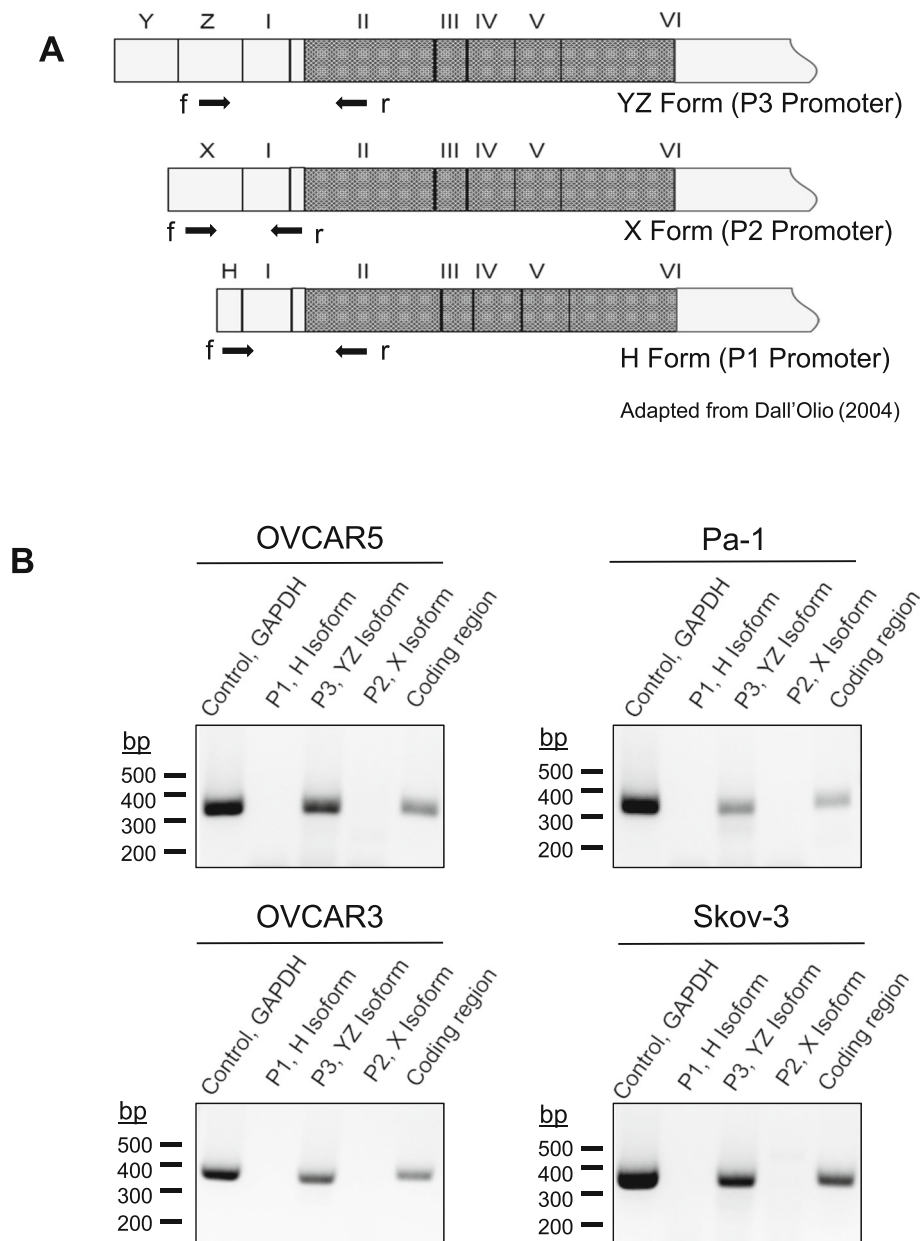 A
Y Z I II III IV V VI
f r
YZ Form (P3 Promoter)
X I II III IV V VI
f r
X Form (P2 Promoter)
H I II III IV V VI
f r
H Form (P1 Promoter)
Adapted from Dall’Olio (2004)
B
OVCAR5
Control, GAPDH
P1, H Isoform
P3, YZ Isoform
P2, X Isoform
Coding region
bp
500
400
300
200
Pa-1
Control, GAPDH
P1, H Isoform
P3, YZ Isoform
P2, X Isoform
Coding region
bp
500
400
300
200
OVCAR3
Control, GAPDH
P1, H Isoform
P3, YZ Isoform
P2, X Isoform
Coding region
bp
500
400
300
200
Skov-3
Control, GAPDH
P1, H Isoform
P3, YZ Isoform
P2, X Isoform
Coding region
bp
500
400
300
200